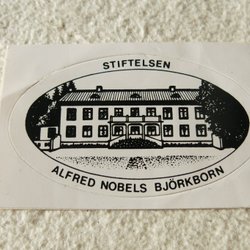 STIFTELSEN
ALFRED NOBELS BJÖRKBORN